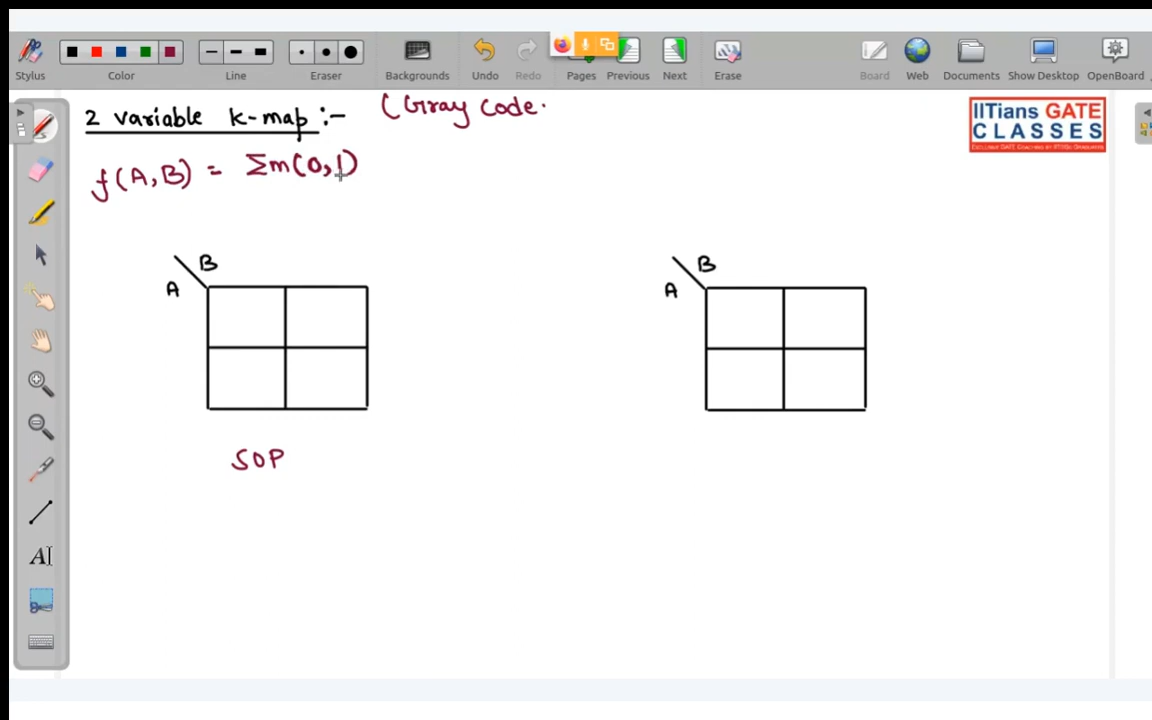 Stylus Color Line Eraser Backgrounds Undo Redo Pages Previous Next Erase Board Web Documents Show Desktop OpenBoard
2 variable k-map :- (Gray code.
f(A,B) = Σm(0,1)
IITians GATE
CLASSES
B
A
B
A
SOP
AI